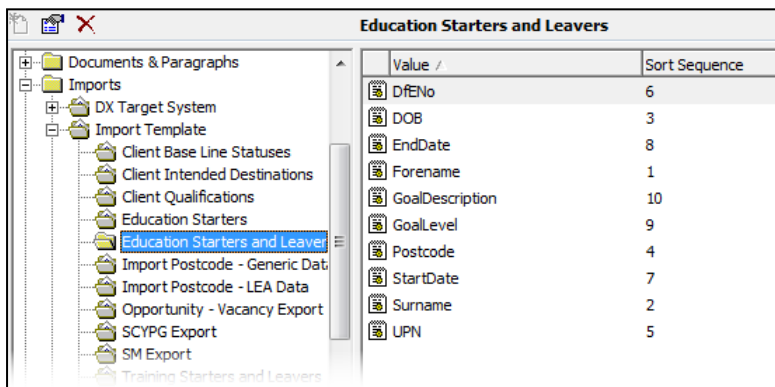 Education Starters and Leavers
Documents & Paragraphs
Imports
DX Target System
Import Template
Client Base Line Statuses
Client Intended Destinations
Client Qualifications
Education Starters
Education Starters and Leaver
Import Postcode - Generic Dat
Import Postcode - LEA Data
Opportunity - Vacancy Export
SCYPG Export
SM Export
Training Starters and Leavers
Value / Sort Sequence
DfENo 6
DOB 3
EndDate 8
Forename 1
GoalDescription 10
GoalLevel 9
Postcode 4
StartDate 7
Surname 2
UPN 5